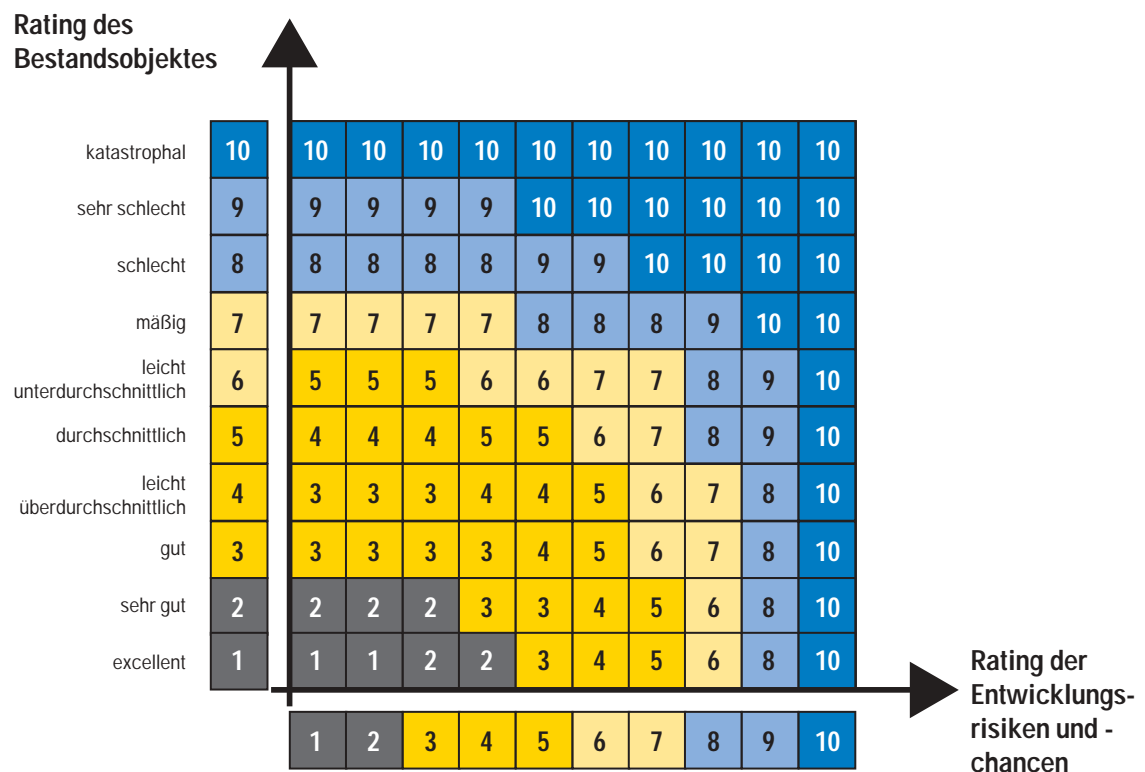 Rating des
Bestandsobjektes
katastrophal 10 10 10 10 10 10 10 10 10 10 10
sehr schlecht 9 9 9 9 9 10 10 10 10 10 10
schlecht 8 8 8 8 8 9 9 10 10 10 10
mäßig 7 7 7 7 7 8 8 8 9 10 10
leicht
unterdurchschnittlich 6 5 5 5 6 6 7 7 8 9 10
durchschnittlich 5 4 4 4 5 5 6 7 8 9 10
leicht
überdurchschnittlich 4 3 3 3 4 4 5 6 7 8 10
gut 3 3 3 3 3 4 5 6 7 8 10
sehr gut 2 2 2 2 3 3 4 5 6 8 10
excellent 1 1 1 2 2 3 4 5 6 8 10
1 2 3 4 5 6 7 8 9 10
Rating der
Entwicklungs-
risiken und -
chancen